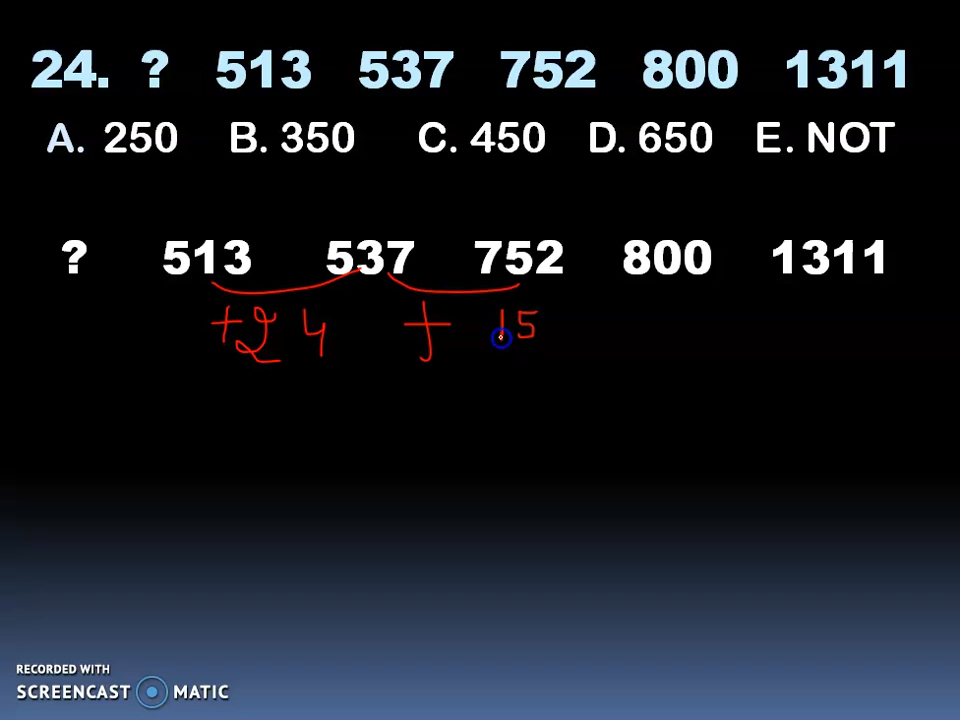 24. ? 513 537 752 800 1311
A. 250 B. 350 C. 450 D. 650 E. NOT
? 513 537 752 800 1311
+24 + 15
RECORDED WITH
SCREENCAST MATIC